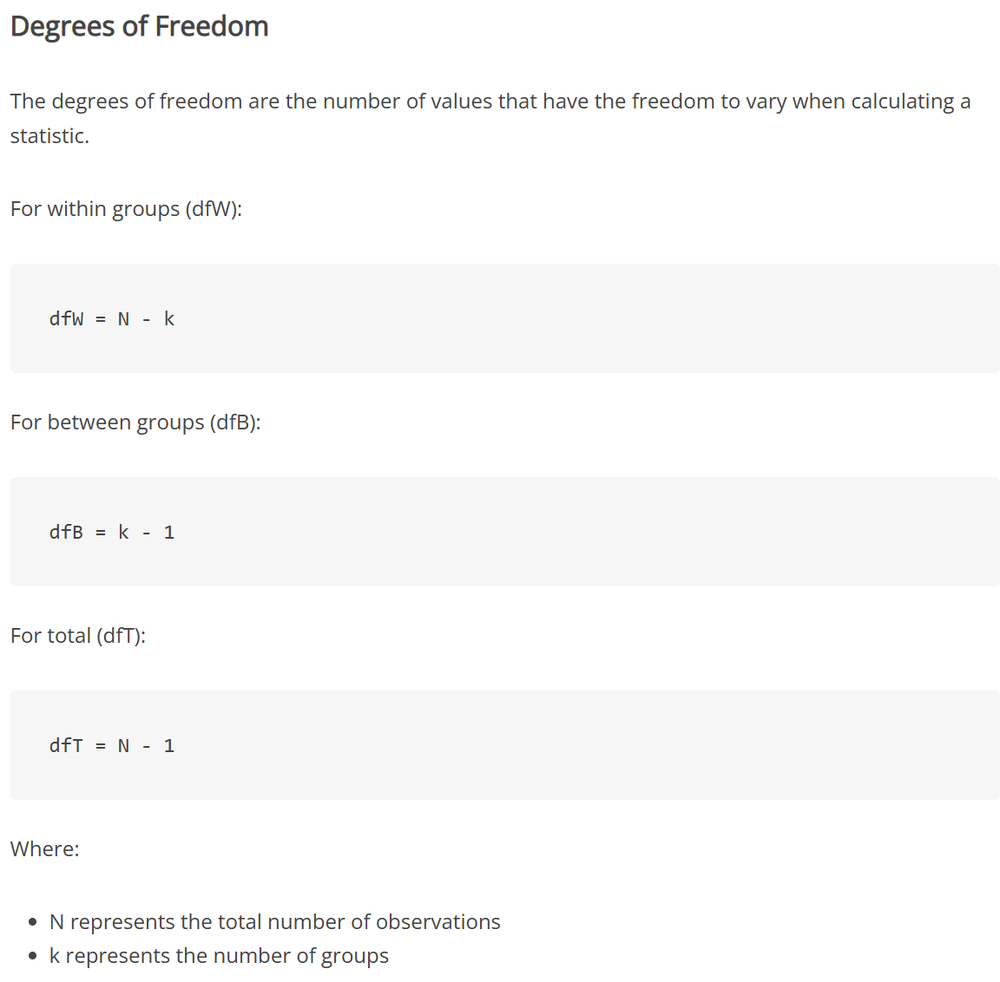 Degrees of Freedom
The degrees of freedom are the number of values that have the freedom to vary when calculating a
statistic.
For within groups (dfW):
dfW = N - k
For between groups (dfB):
dfB = k - 1
For total (dfT):
dfT = N - 1
Where:
• N represents the total number of observations
• k represents the number of groups